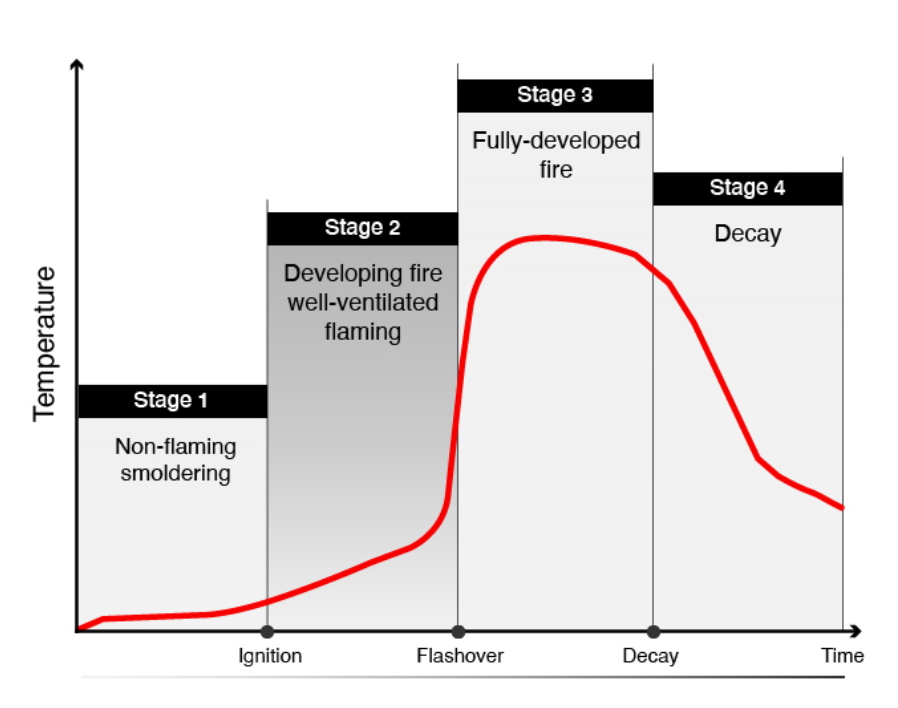 Stage 3
Fully-developed
fire
Stage 4
Decay
Stage 2
Developing fire
well-ventilated
flaming
Stage 1
Non-flaming
smoldering
Temperature
Ignition
Flashover
Decay
Time